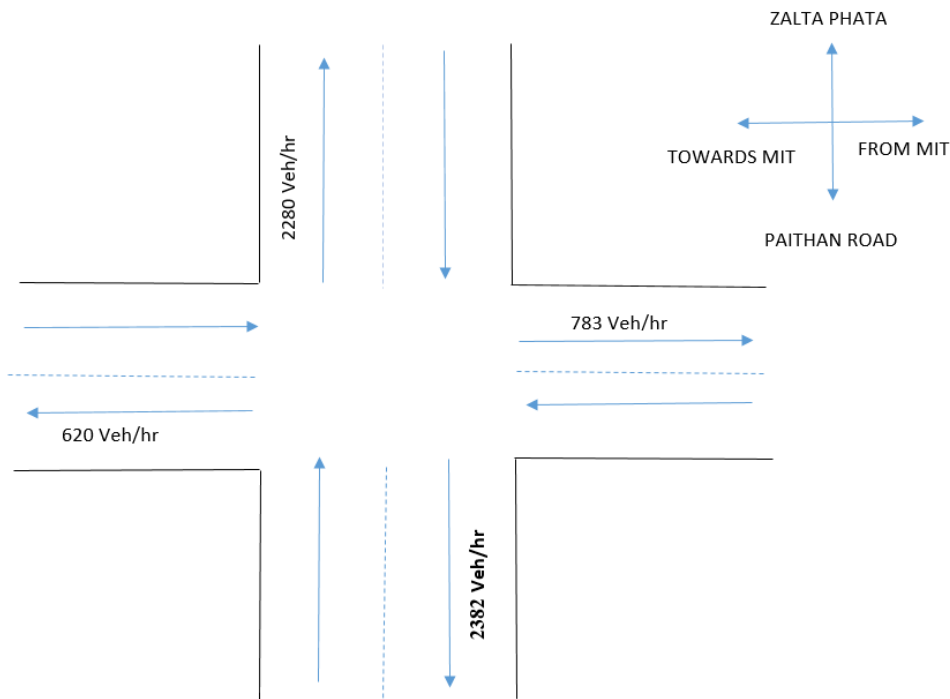 ZALTA PHATA
2280 Veh/hr
TOWARDS MIT
FROM MIT
PAITHAN ROAD
783 Veh/hr
620 Veh/hr
2382 Veh/hr